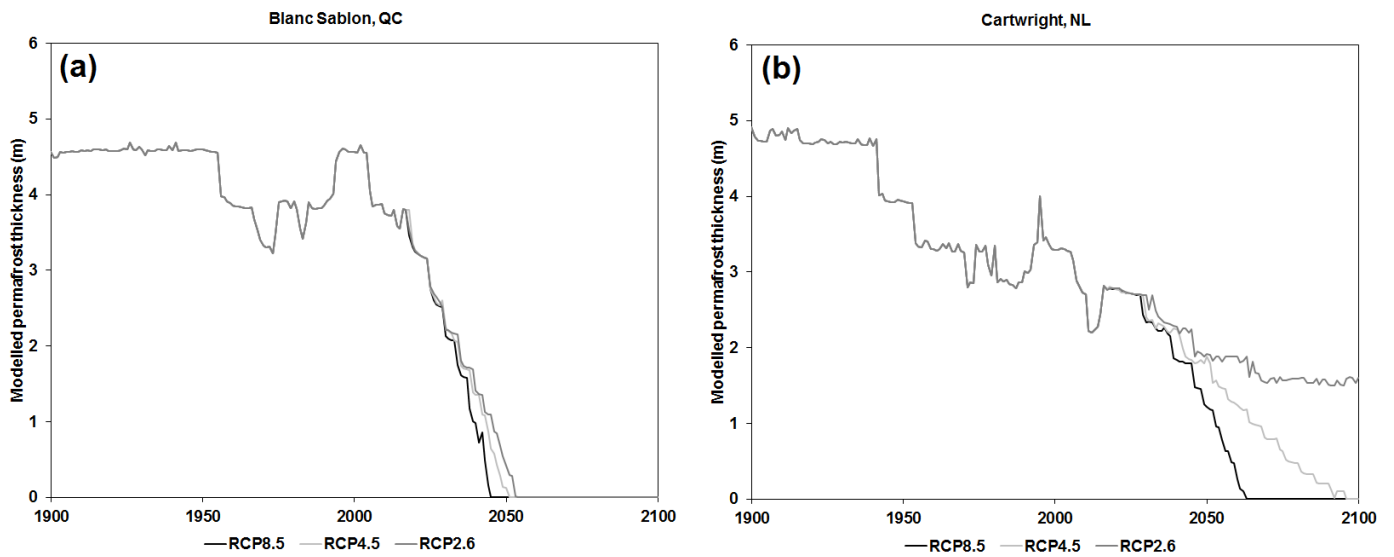 Blanc Sablon, QC
(a)
Modelled permafrost thickness (m)
6
5
4
3
2
1
0
1900 1950 2000 2050 2100
RCP8.5 RCP4.5 RCP2.6
Cartwright, NL
(b)
Modelled permafrost thickness (m)
6
5
4
3
2
1
0
1900 1950 2000 2050 2100
RCP8.5 RCP4.5 RCP2.6